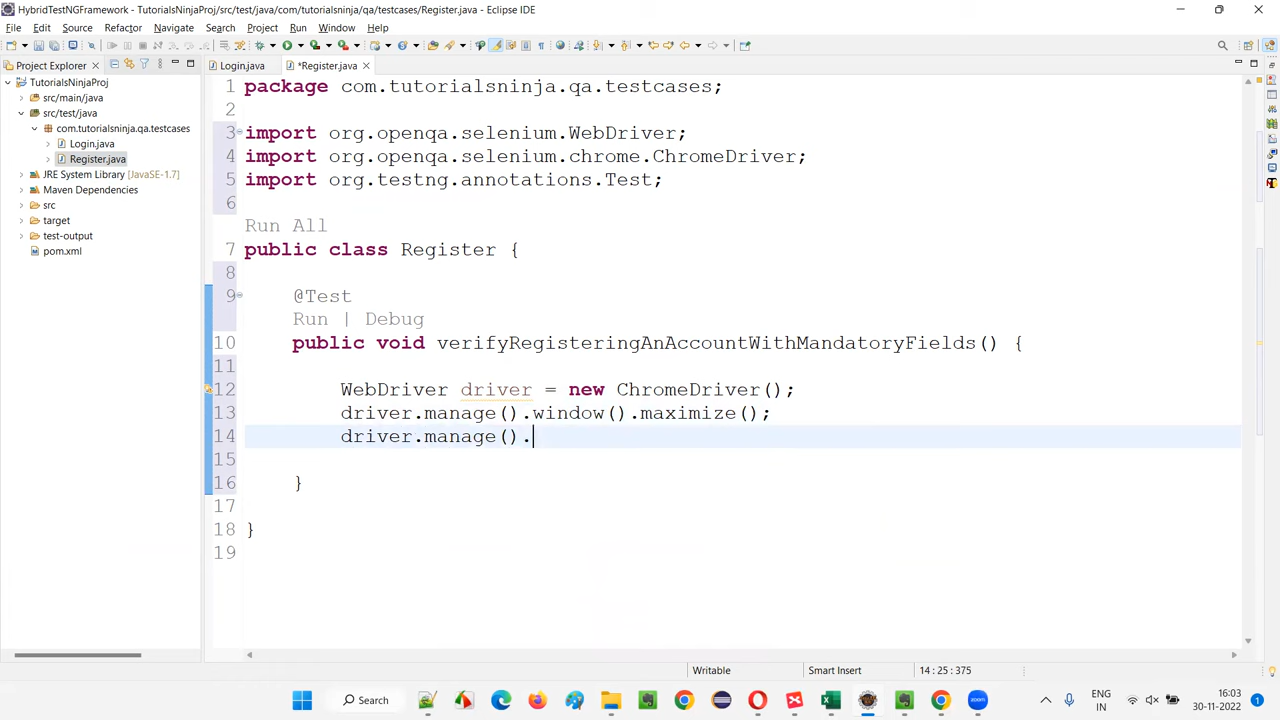 HybridTestNGFramework - TutorialsNinjaProj/src/test/java/com/tutorialsninja/qa/testcases/Register.java - Eclipse IDE
File Edit Source Refactor Navigate Search Project Run Window Help
Project Explorer
Login.java
*Register.java
TutorialsNinjaProj
src/main/java
src/test/java
com.tutorialsninja.qa.testcases
Login.java
Register.java
JRE System Library [JavaSE-1.7]
Maven Dependencies
src
target
test-output
pom.xml
1 package com.tutorialsninja.qa.testcases;
2
3 import org.openqa.selenium.WebDriver;
4 import org.openqa.selenium.chrome.ChromeDriver;
5 import org.testng.annotations.Test;
6
Run All
7 public class Register {
8
9 @Test
Run | Debug
10 public void verifyRegisteringAnAccountWithMandatoryFields() {
11
12 WebDriver driver = new ChromeDriver();
13 driver.manage().window().maximize();
14 driver.manage().
15
16 }
17
18 }
19
Writable
Smart Insert
14 : 25 : 375
Search
zoom
ENG
IN
16:03
30-11-2022
1